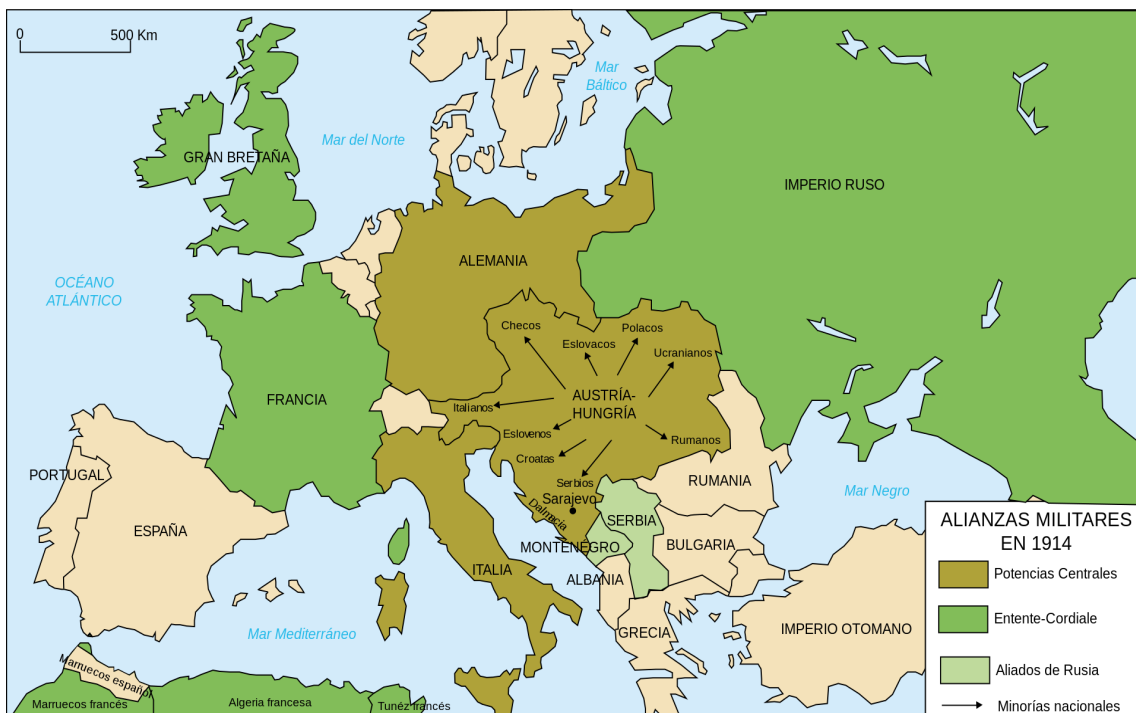 0 500 Km
Mar
Báltico
Mar del Norte
GRAN BRETAÑA
IMPERIO RUSO
ALEMANIA
OCÉANO
ATLÁNTICO
Checos
Polacos
Eslovacos
Ucranianos
FRANCIA
AUSTRÍA-
HUNGRÍA
Italianos
Eslovenos
Rumanos
Croatas
PORTUGAL
Serbios
RUMANIA
Mar Negro
Sarajevo
Dalmacia
SERBIA
ESPAÑA
MONTENEGRO
BULGARIA
ITALIA
ALBANIA
Mar Mediterráneo
GRECIA
IMPERIO OTOMANO
Marruecos español
Marruecos francés
Algeria francesa
Tunéz francés
ALIANZAS MILITARES
EN 1914
Potencias Centrales
Entente-Cordiale
Aliados de Rusia
Minorías nacionales